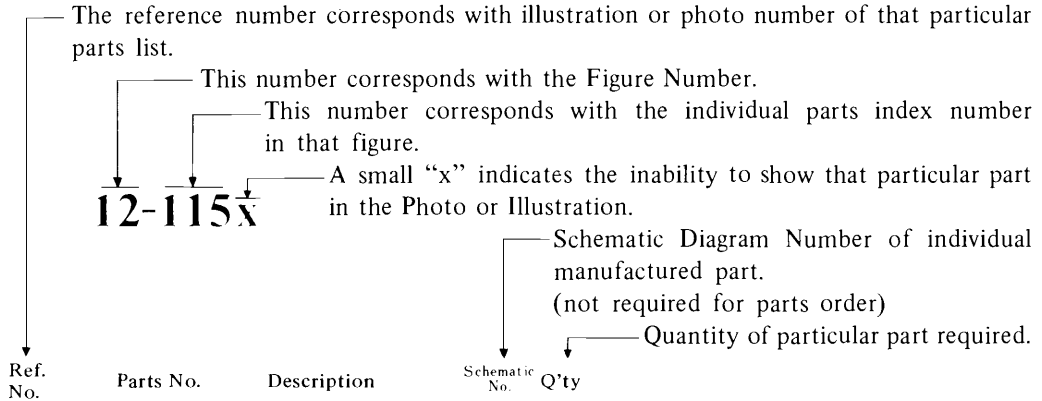 The reference number corresponds with illustration or photo number of that particular
parts list.
This number corresponds with the Figure Number.
This number corresponds with the individual parts index number
in that figure.
A small “x” indicates the inability to show that particular part
in the Photo or Illustration.
12-115x
Schematic Diagram Number of individual
manufactured part.
(not required for parts order)
Quantity of particular part required.
Ref.
No.
Parts No.
Description
Schematic
No.
Q'ty